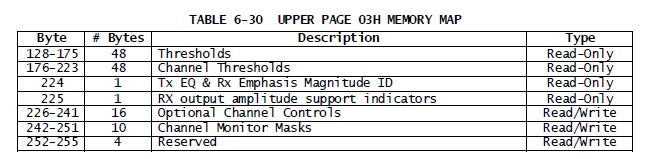 TABLE 6-30 UPPER PAGE 03H MEMORY MAP
Byte # Bytes Description Type
128-175 48 Thresholds Read-Only
176-223 48 Channel Thresholds Read-Only
224 1 Tx EQ & Rx Emphasis Magnitude ID Read-Only
225 1 RX output amplitude support indicators Read-Only
226-241 16 Optional Channel Controls Read/Write
242-251 10 Channel Monitor Masks Read/Write
252-255 4 Reserved Read/Write